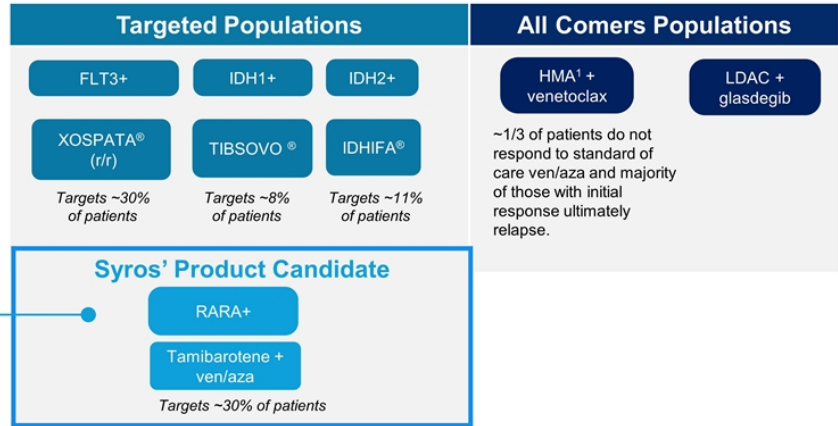 Targeted Populations
All Comers Populations
FLT3+
IDH1+
IDH2+
XOSPATA®
(r/r)
TIBSOVO ®
IDHIFA®
Targets ~30%
of patients
Targets ~8%
of patients
Targets ~11%
of patients
HMA¹ +
venetoclax
LDAC +
glasdegib
~1/3 of patients do not
respond to standard of
care ven/aza and majority
of those with initial
response ultimately
relapse.
Syros’ Product Candidate
RARA+
Tamibarotene +
ven/aza
Targets ~30% of patients